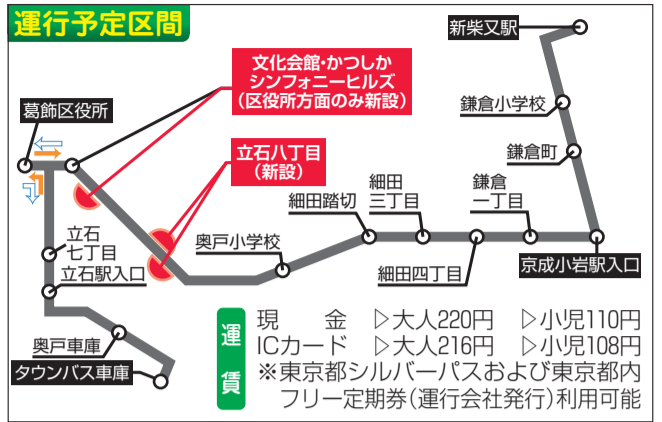 運行予定区間
新柴又駅
文化会館・かつしか
シンフォニーヒルズ
(区役所方面のみ新設)
葛飾区役所
鎌倉小学校
立石八丁目
(新設)
鎌倉町
細田
三丁目
鎌倉
一丁目
細田踏切
立石
七丁目
奥戸小学校
立石駅入口
細田四丁目
京成小岩駅入口
奥戸車庫
タウンバス車庫
運賃
現金 ▷大人220円 ▷小児110円
ICカード ▷大人216円 ▷小児108円
※東京都シルバーパスおよび東京都内
フリー定期券(運行会社発行)利用可能